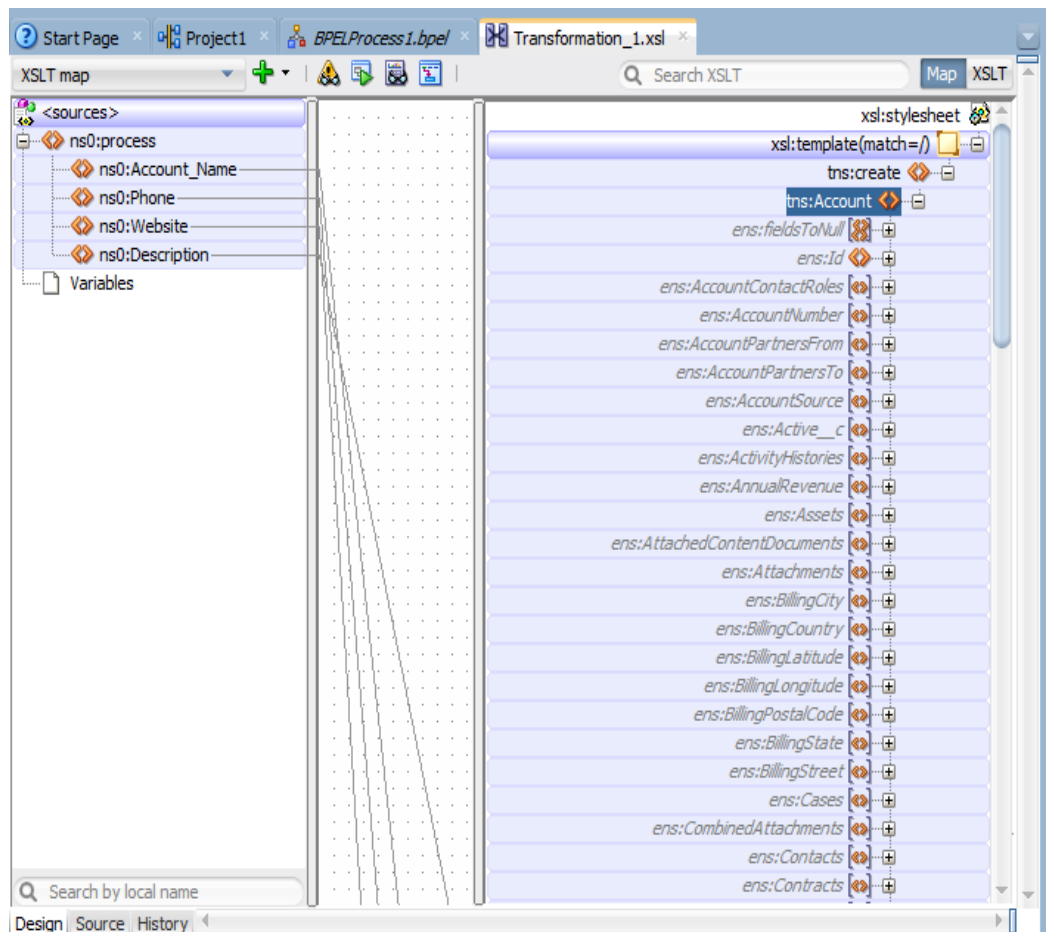 Start Page Project1 BPELProcess1.bpel Transformation_1.xsl
XSLT map Search XSLT Map XSLT
<sources>
ns0:process
ns0:Account_Name
ns0:Phone
ns0:Website
ns0:Description
Variables
Search by local name
xsl:stylesheet
xsl:template(match=/)
tns:create
tns:Account
ens:fieldsToNull
ens:Id
ens:AccountContactRoles
ens:AccountNumber
ens:AccountPartnersFrom
ens:AccountPartnersTo
ens:AccountSource
ens:Active__c
ens:ActivityHistories
ens:AnnualRevenue
ens:Assets
ens:AttachedContentDocuments
ens:Attachments
ens:BillingCity
ens:BillingCountry
ens:BillingLatitude
ens:BillingLongitude
ens:BillingPostalCode
ens:BillingState
ens:BillingStreet
ens:Cases
ens:CombinedAttachments
ens:Contacts
ens:Contracts
Design Source History